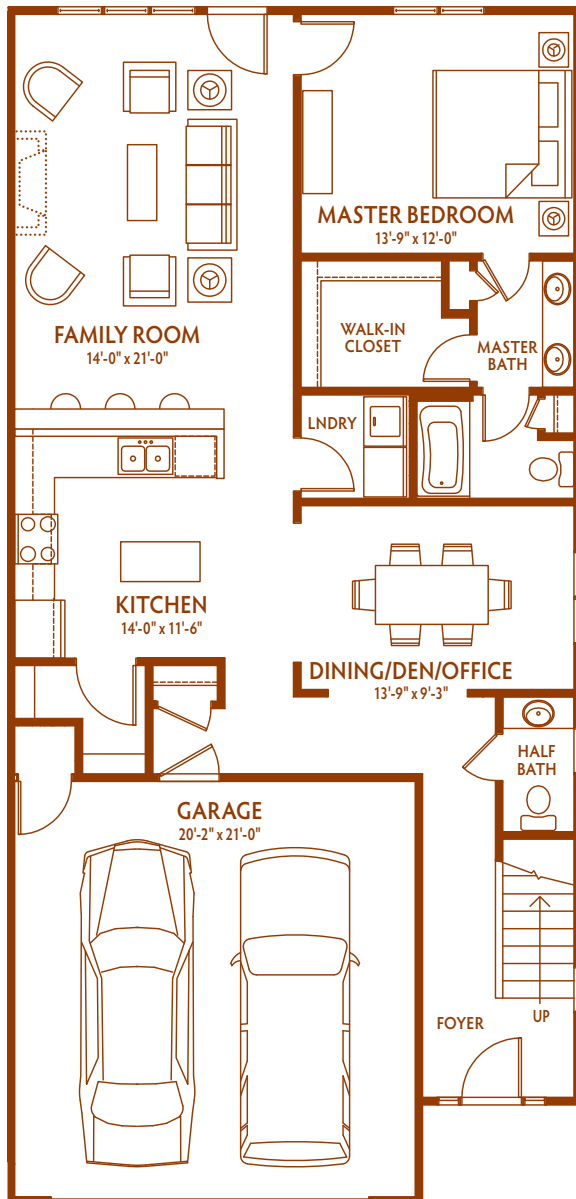 MASTER BEDROOM
13'-9" x 12'-0"
FAMILY ROOM
14'-0" x 21'-0"
WALK-IN
CLOSET
MASTER
BATH
LNDRY
KITCHEN
14'-0" x 11'-6"
DINING/DEN/OFFICE
13'-9" x 9'-3"
HALF
BATH
GARAGE
20'-2" x 21'-0"
FOYER
UP